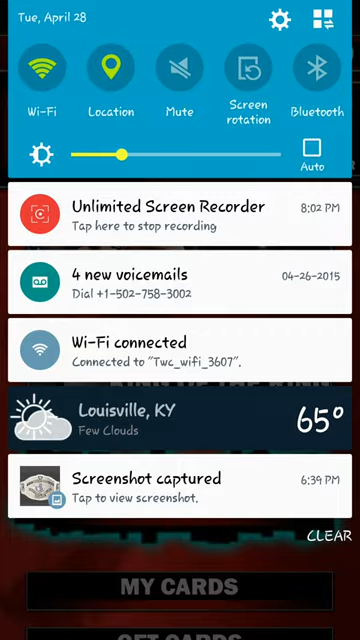 Tue, April 28
Wi-Fi
Location
Mute
Screen rotation
Bluetooth
Auto
Unlimited Screen Recorder
8:02 PM
Tap here to stop recording
4 new voicemails
04-26-2015
Dial +1-502-758-3002
Wi-Fi connected
Connected to "Twc_wifi_3607".
Louisville, KY
Few Clouds
65°
Screenshot captured
6:39 PM
Tap to view screenshot.
CLEAR
MY CARDS